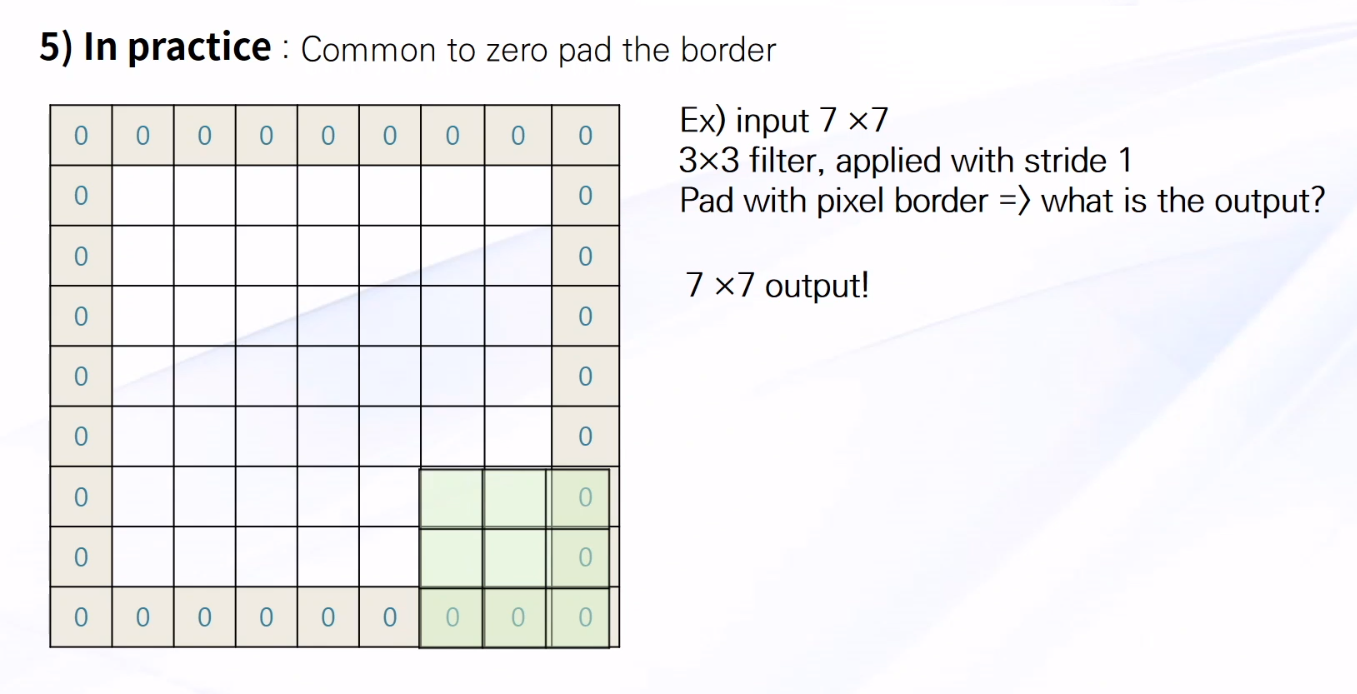 5) In practice : Common to zero pad the border
0 0 0 0 0 0 0 0 0
0 0
0 0
0 0
0 0
0 0
0 0
0 0
0 0 0 0 0 0 0 0 0
Ex) input 7 ×7
3×3 filter, applied with stride 1
Pad with pixel border =⟩ what is the output?
7 ×7 output!